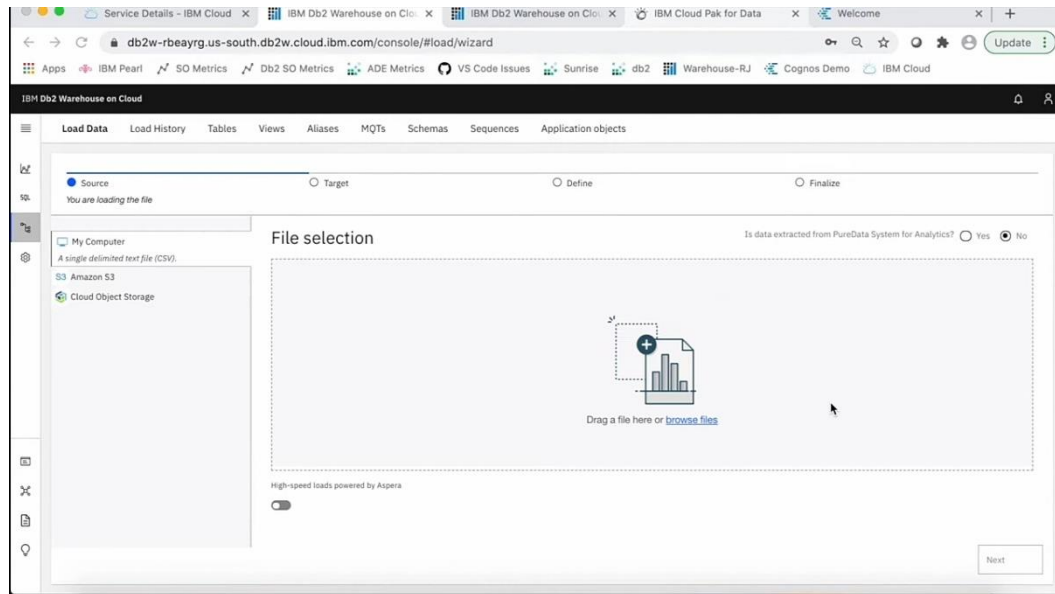 Service Details - IBM Cloud
IBM Db2 Warehouse on Clou
IBM Db2 Warehouse on Clou
IBM Cloud Pak for Data
Welcome
db2w-rbeayrg.us-south.db2w.cloud.ibm.com/console/#load/wizard
Update
Apps IBM Pearl SO Metrics Db2 SO Metrics ADE Metrics VS Code Issues Sunrise db2 Warehouse-RJ Cognos Demo IBM Cloud
IBM Db2 Warehouse on Cloud
Load Data Load History Tables Views Aliases MQTs Schemas Sequences Application objects
Source Target Define Finalize
You are loading the file
SQL
My Computer
A single delimited text file (CSV).
S3 Amazon S3
Cloud Object Storage
File selection
Is data extracted from PureData System for Analytics? Yes No
Drag a file here or browse files
High-speed loads powered by Aspera
Next